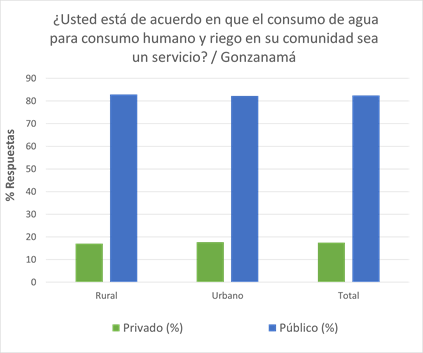 ¿Usted está de acuerdo en que el consumo de agua
para consumo humano y riego en su comunidad sea
un servicio? / Gonzanamá
90
80
70
60
50
40
30
20
10
0
% Respuestas
Rural Urbano Total
Privado (%) Público (%)